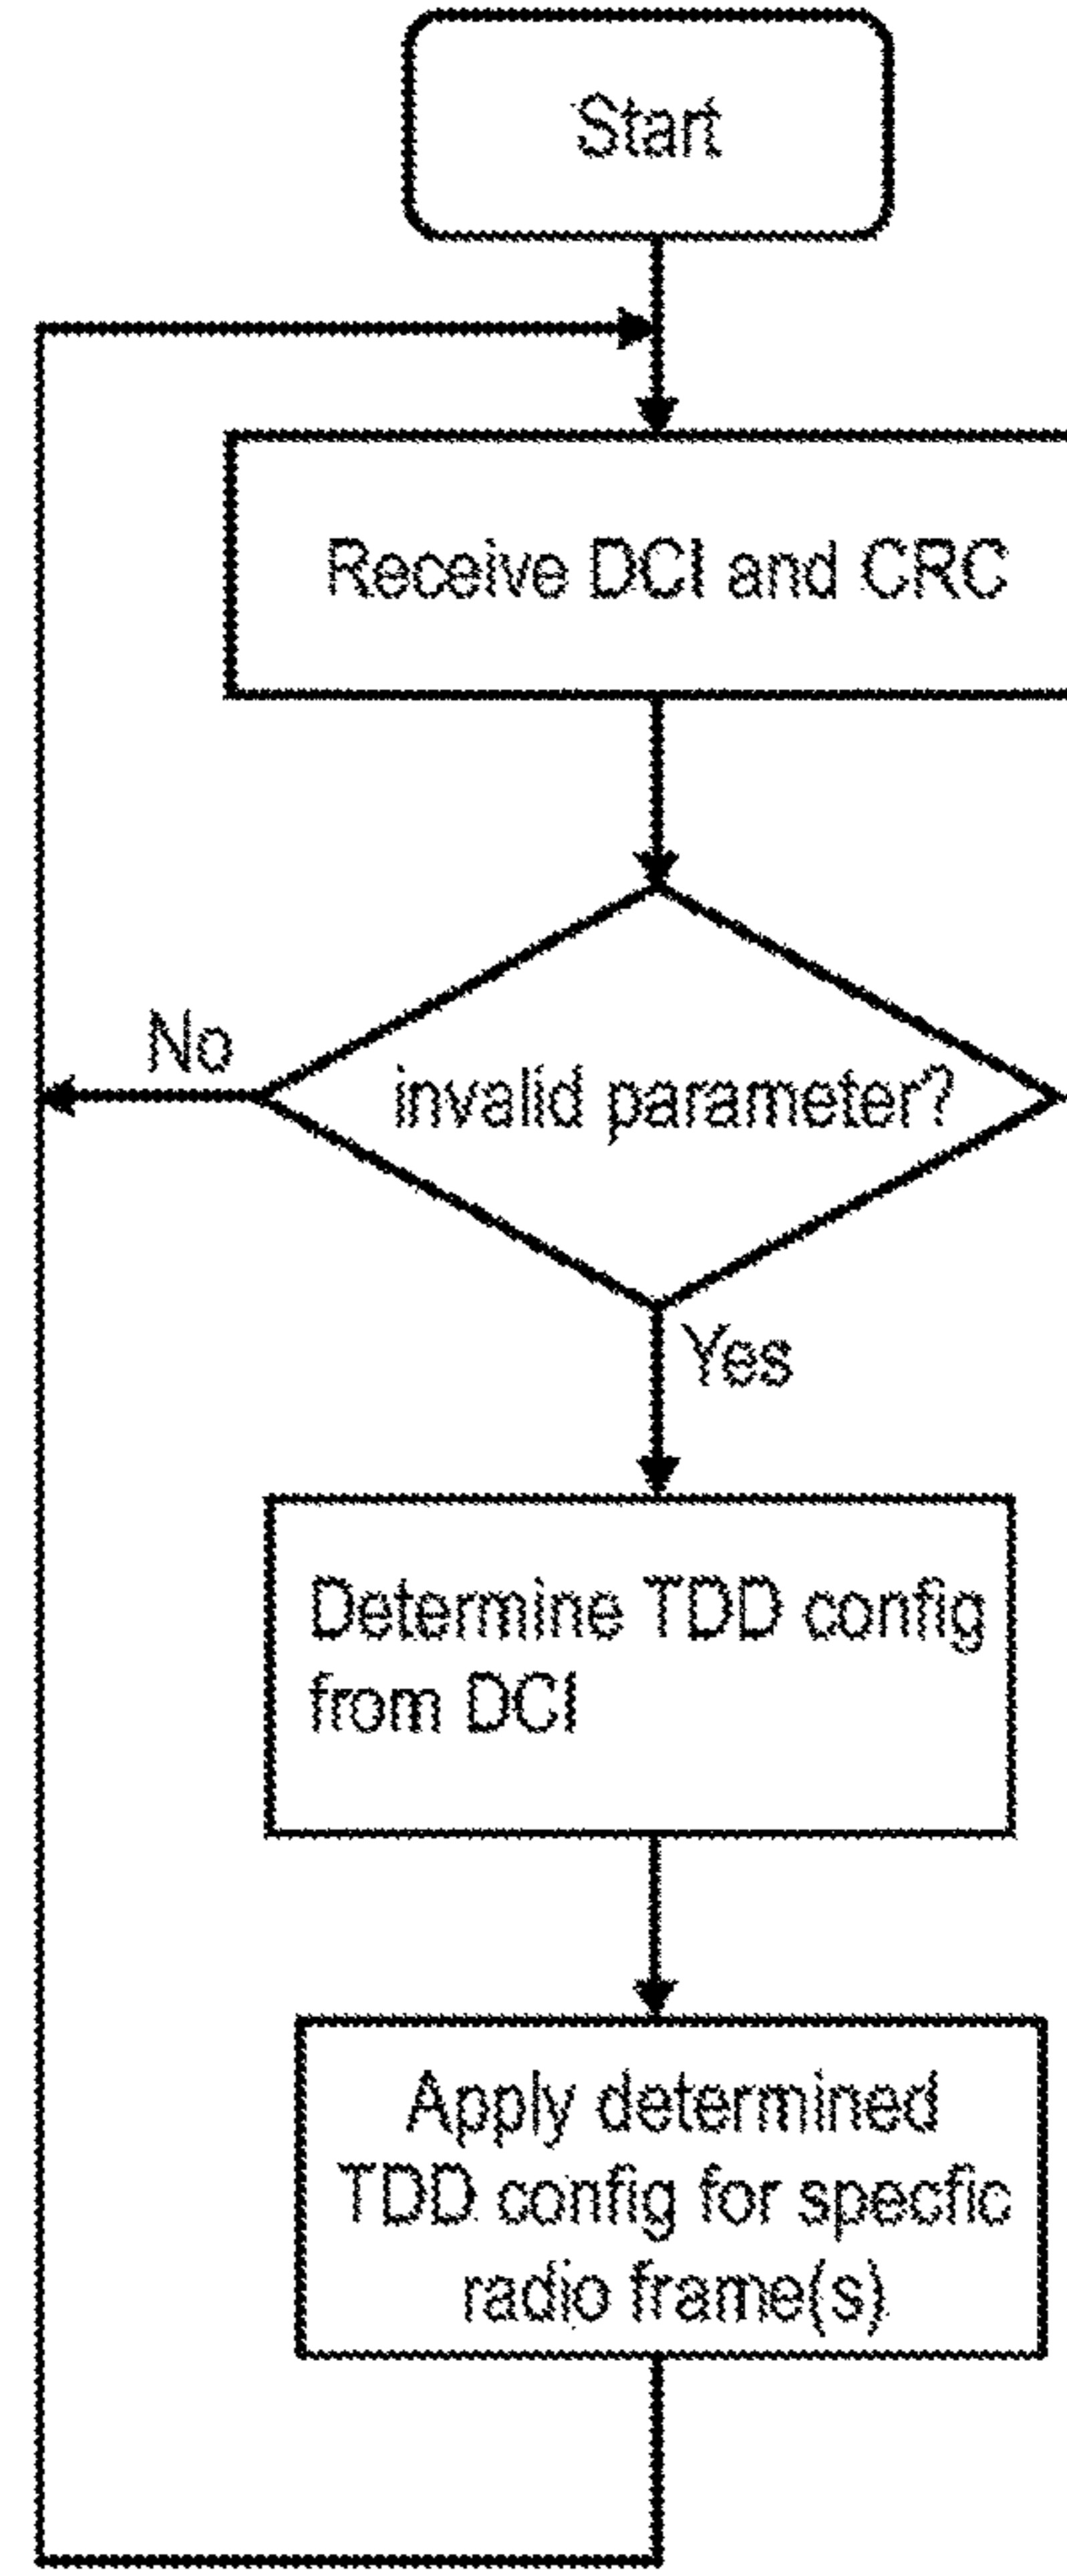 Start
Receive DCI and CRC
No
invalid parameter?
Yes
Determine TDD config
from DCI
Apply determined
TDD config for specfic
radio frame(s)